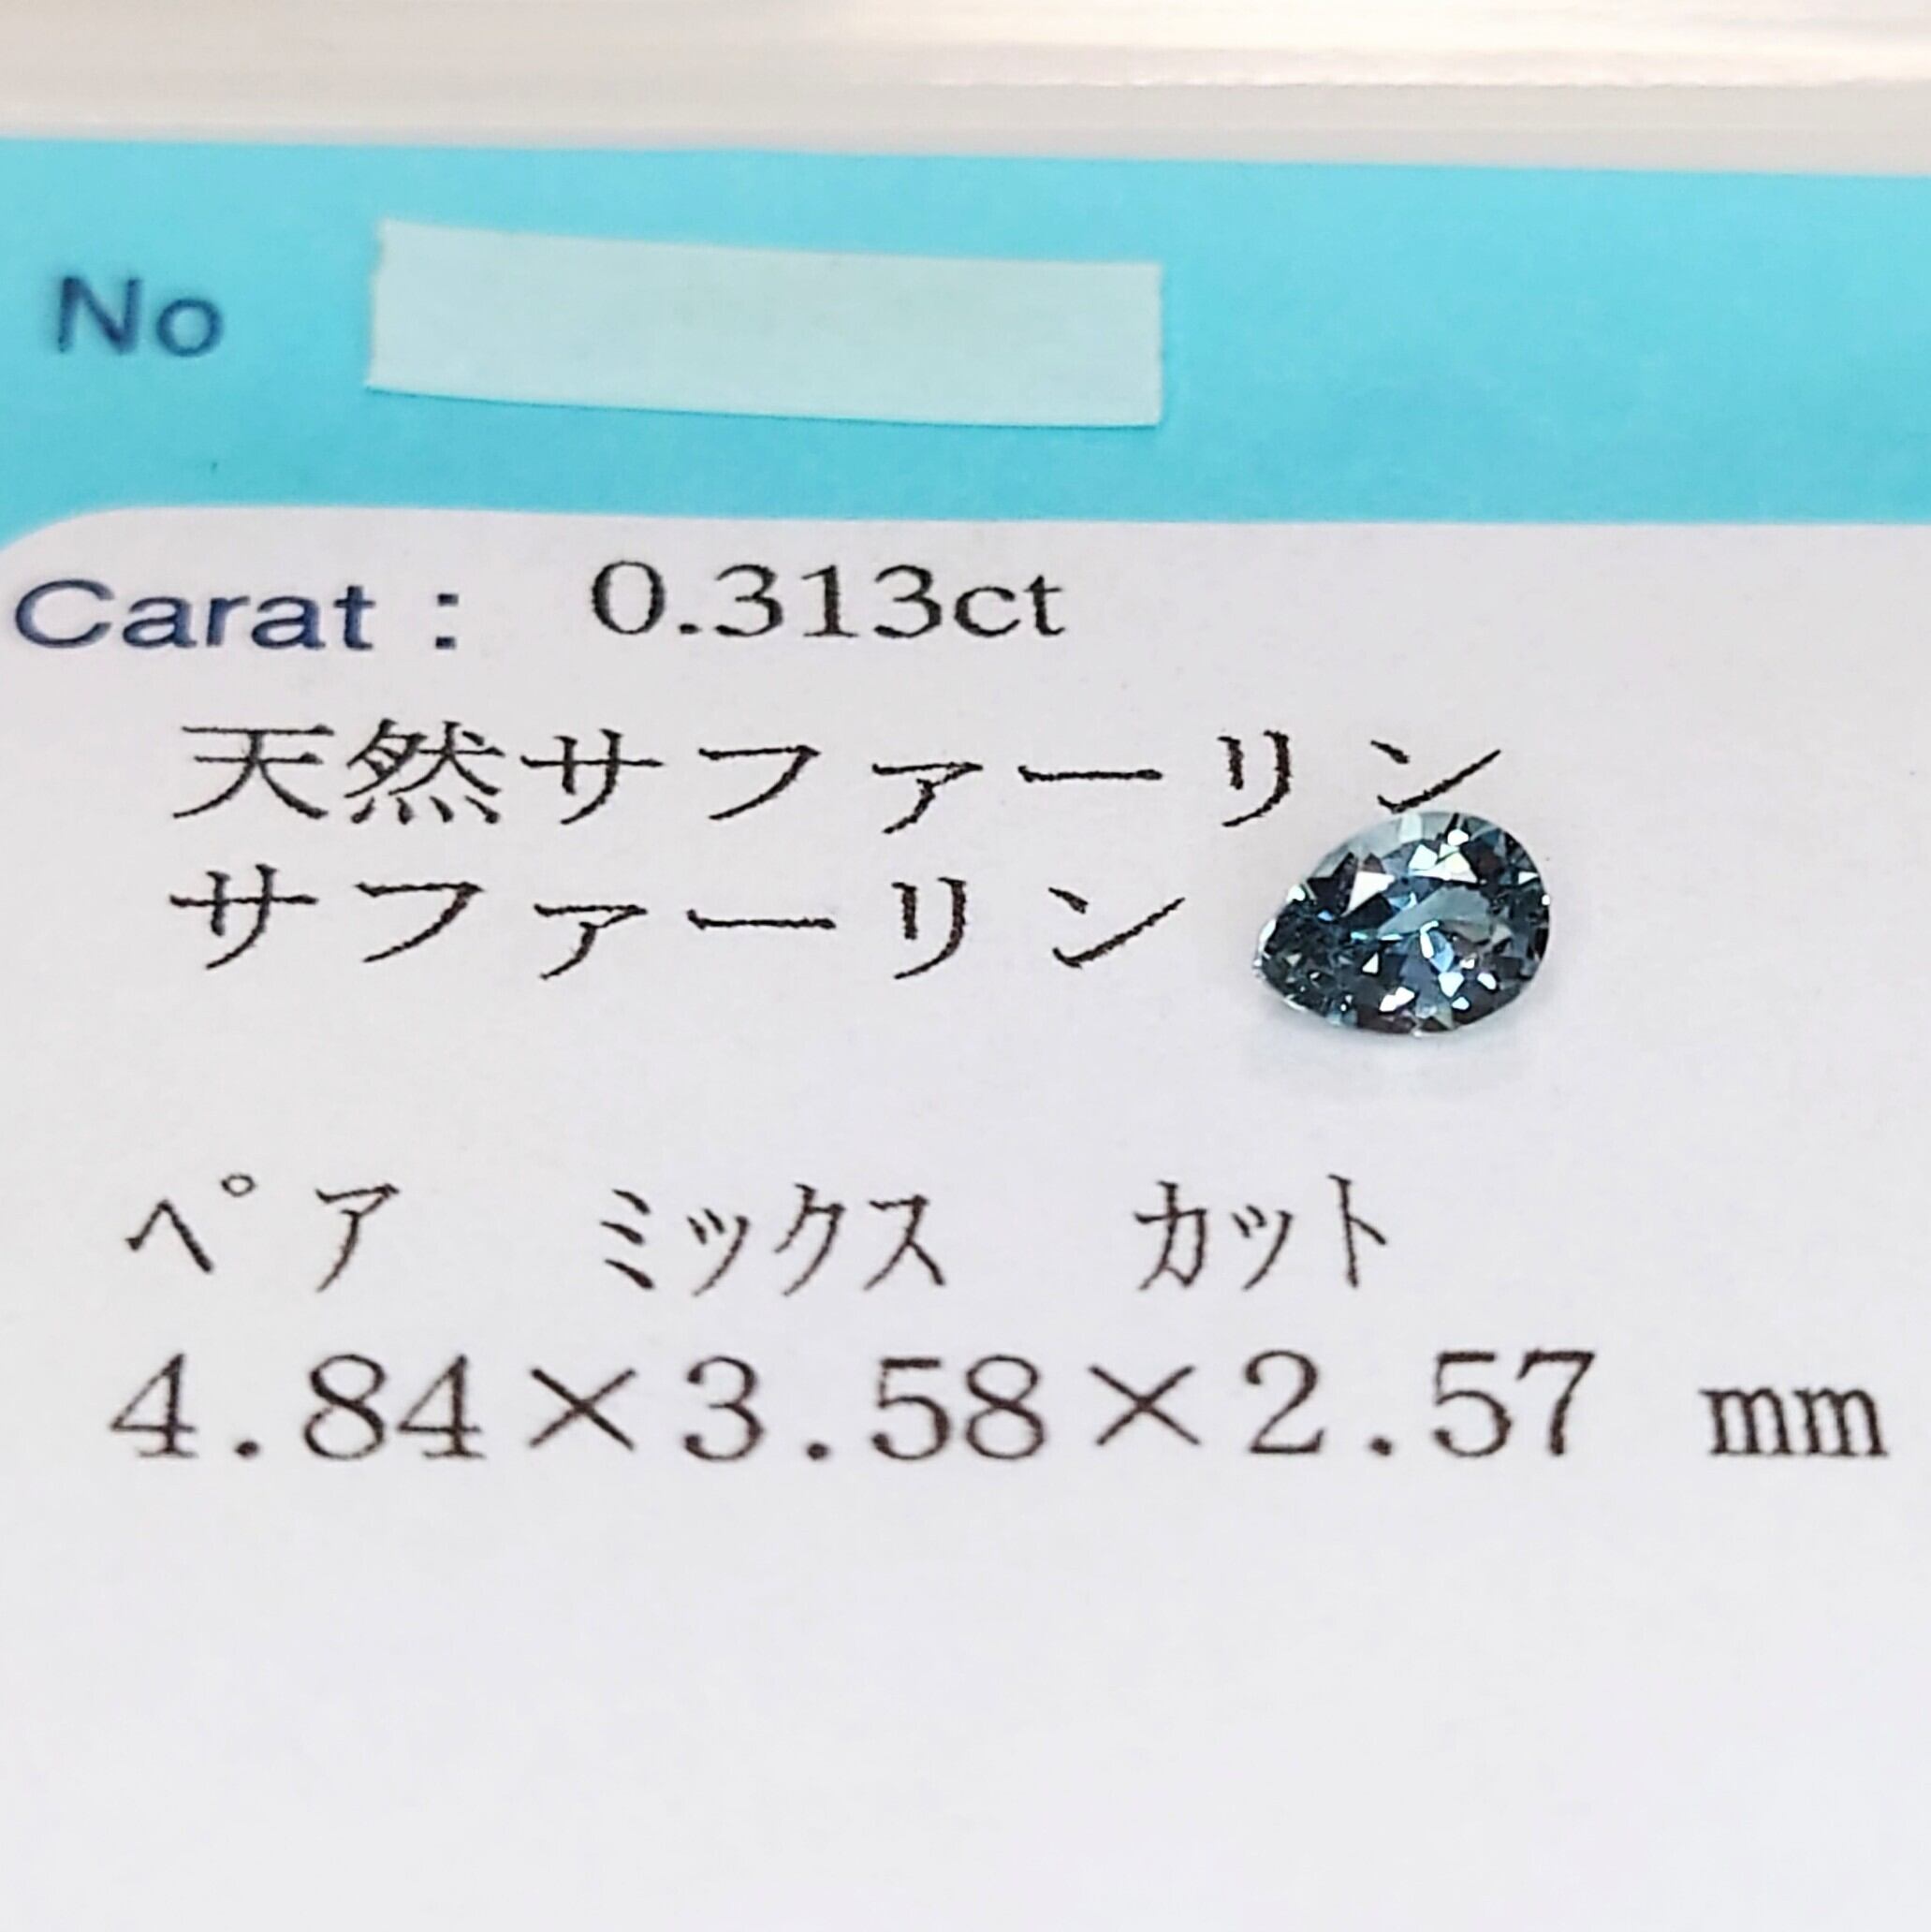 No
Carat : 0.313ct
天然サファーリン
サファーリン
ペア ミックス カット
4.84×3.58×2.57 mm